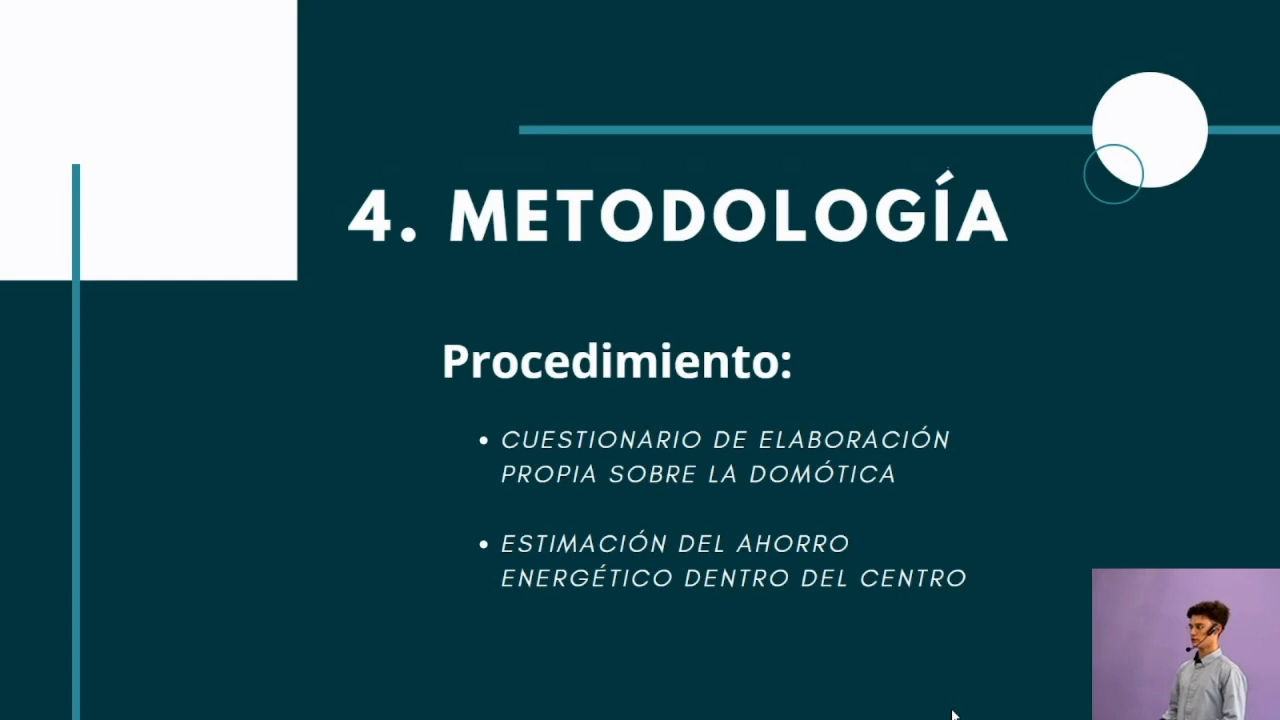 4. METODOLOGÍA
Procedimiento:
• CUESTIONARIO DE ELABORACIÓN
PROPIA SOBRE LA DOMÓTICA
• ESTIMACIÓN DEL AHORRO
ENERGÉTICO DENTRO DEL CENTRO